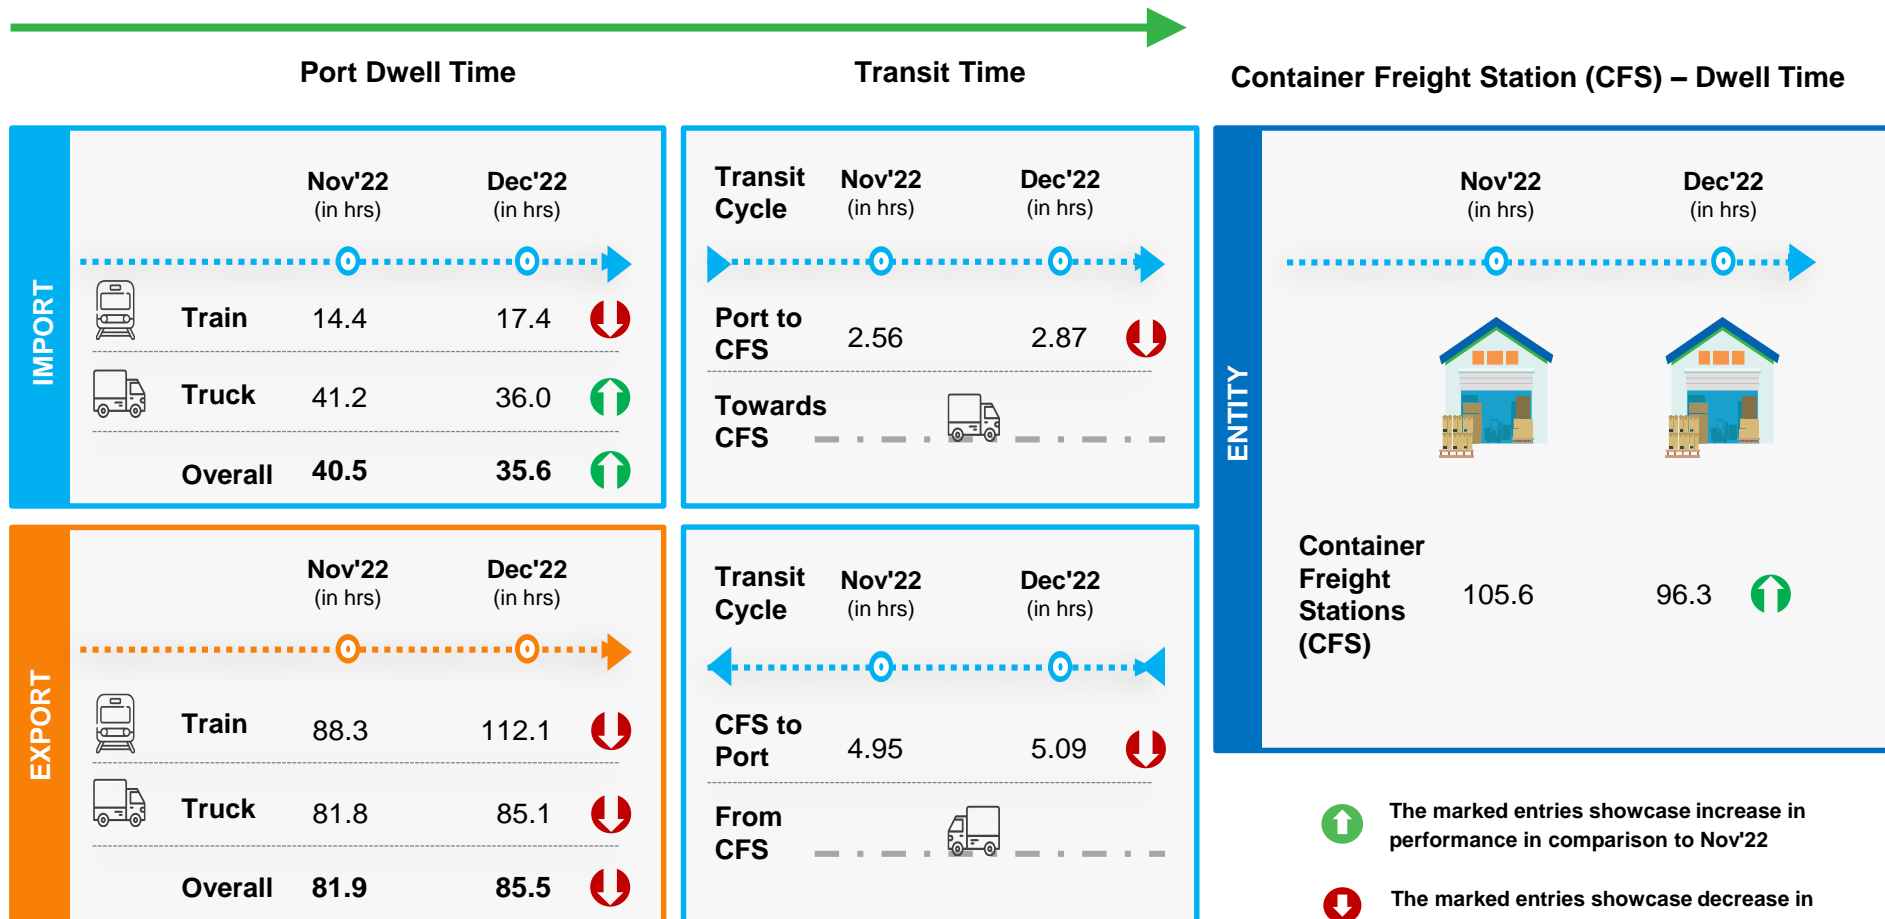 Port Dwell Time
Transit Time
Container Freight Station (CFS) – Dwell Time
IMPORT
Nov'22
(in hrs)
Dec'22
(in hrs)
Train 14.4 17.4
Truck 41.2 36.0
Overall 40.5 35.6
Transit
Cycle
Nov'22
(in hrs)
Dec'22
(in hrs)
Port to
CFS
2.56 2.87
Towards
CFS
EXPORT
Nov'22
(in hrs)
Dec'22
(in hrs)
Train 88.3 112.1
Truck 81.8 85.1
Overall 81.9 85.5
Transit
Cycle
Nov'22
(in hrs)
Dec'22
(in hrs)
CFS to
Port
4.95 5.09
From
CFS
ENTITY
Nov'22
(in hrs)
Dec'22
(in hrs)
Container
Freight
Stations
(CFS)
105.6 96.3
The marked entries showcase increase in
performance in comparison to Nov'22
The marked entries showcase decrease in